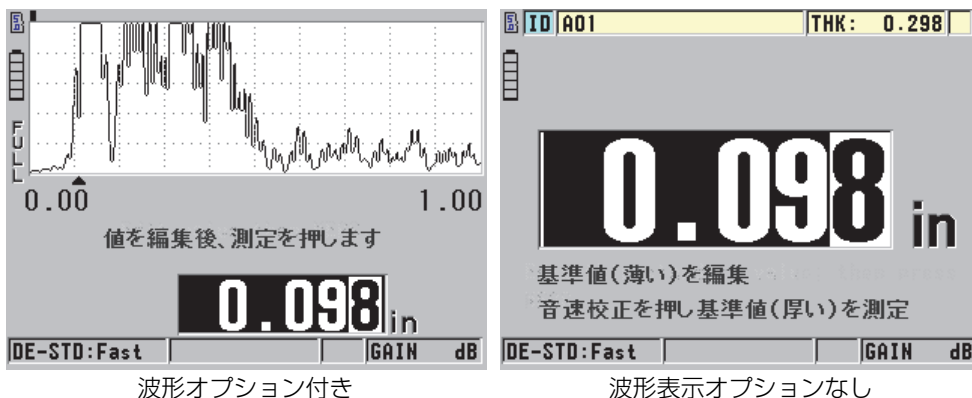 FULL
0.00 1.00
値を編集後、測定を押します
0.098 in
DE-STD:Fast GAIN dB
波形オプション付き
ID A01 THK: 0.298
0.098 in
基準値(薄い)を編集
音速校正を押し基準値(厚い)を測定
DE-STD:Fast GAIN dB
波形表示オプションなし